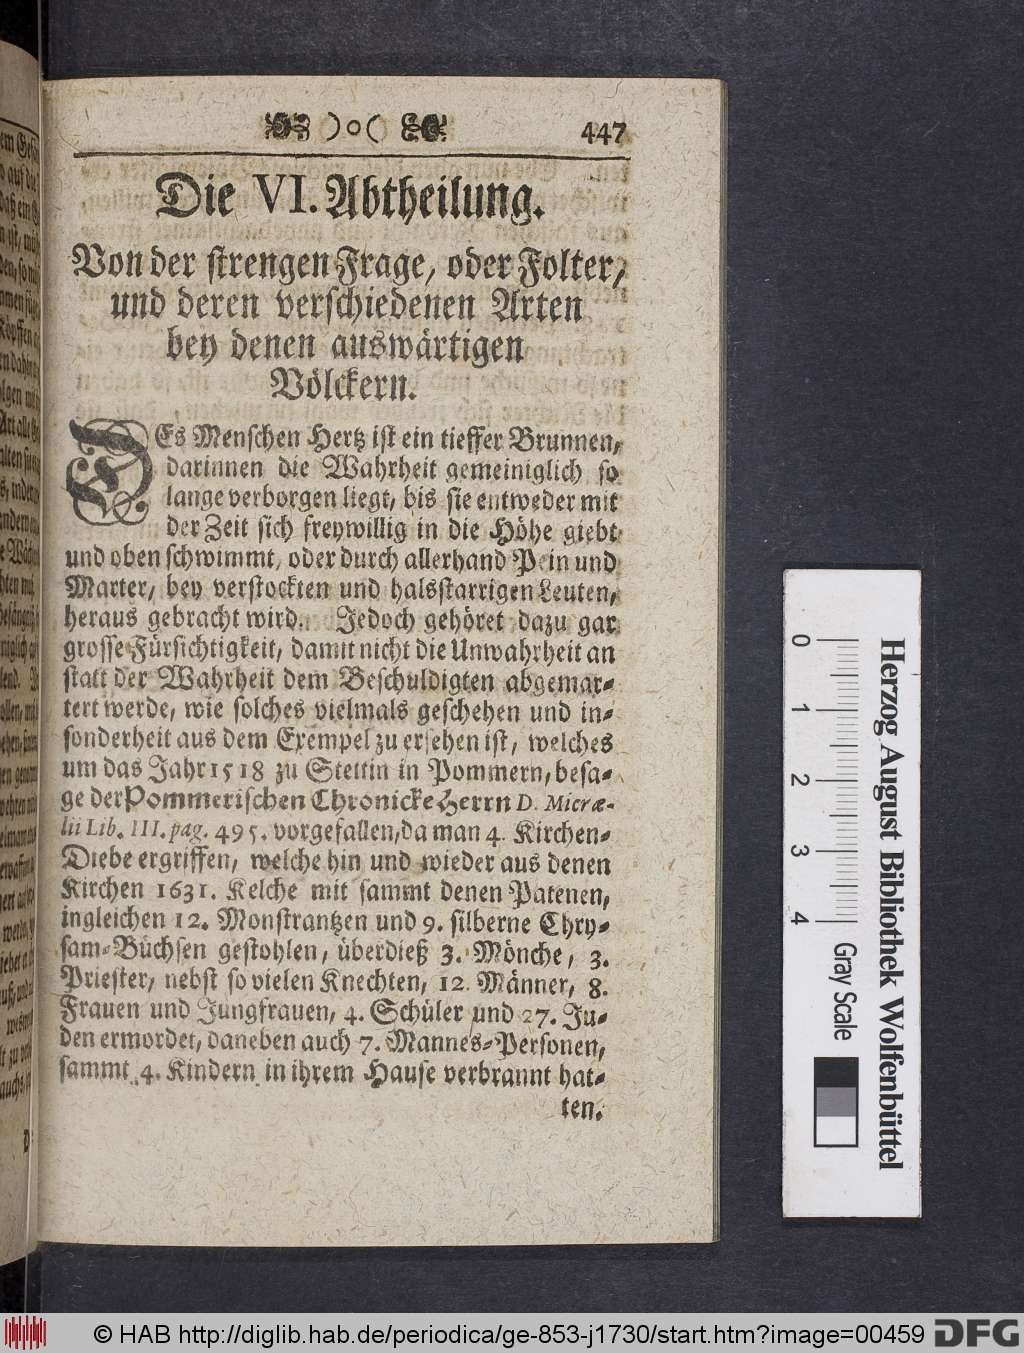 )o( 447
Die VI. Abtheilung.
Von der strengen Frage, oder Folter,
und deren verschiedenen Arten
bey denen auswärtigen
Völckern.
DEs Menschen Hertz ist ein tieffer Brunnen,
darinnen die Wahrheit gemeiniglich so
lange verborgen liegt, bis sie entweder mit
der Zeit sich freywillig in die Höhe giebt
und oben schwimmt, oder durch allerhand Pein und
Marter, bey verstockten und halsstarrigen Leuten,
heraus gebracht wird. Jedoch gehöret dazu gar
grosse Fürsichtigkeit, damit nicht die Unwahrheit an
statt der Wahrheit dem Beschuldigten abgemar-
tert werde, wie solches vielmals geschehen und in-
sonderheit aus dem Exempel zu ersehen ist, welches
um das Jahr 1518 zu Stettin in Pommern, besa-
ge der Pommerischen Chronicke Herrn D. Micræ-
lii Lib. III. pag. 495. vorgefallen, da man 4. Kirchen-
Diebe ergriffen, welche hin und wieder aus denen
Kirchen 1631. Kelche mit sammt denen Patenen,
ingleichen 12. Monstrantzen und 9. silberne Chry-
sam-Büchsen gestohlen, überdieß 3. Mönche, 3.
Priester, nebst so vielen Knechten, 12. Männer, 8.
Frauen und Jungfrauen, 4. Schüler und 27. Ju-
den ermordet, daneben auch 7. Mannes-Personen,
sammt 4. Kindern in ihrem Hause verbrannt hat-
ten.
Herzog August Bibliothek Wolfenbüttel
0 1 2 3 4 Gray Scale
© HAB http://diglib.hab.de/periodica/ge-853-j1730/start.htm?image=00459 DFG